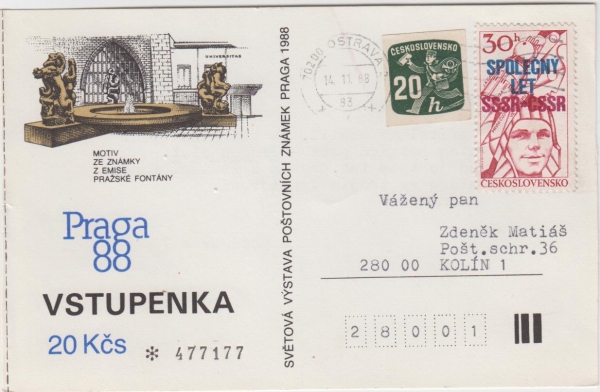 UNIVERSITAS
MOTIV
ZE ZNÁMKY
Z EMISE
PRAŽSKÉ FONTÁNY
Praga
88
VSTUPENKA
20 Kčs * 477177
SVĚTOVÁ VÝSTAVA POŠTOVNÍCH ZNÁMEK PRAGA 1988
OSTRAVA
14. 11. 88
83
ČESKOSLOVENSKO
20
h
30h
SPOLEČNÝ
LET
SSSR-ČSSR
ČESKOSLOVENSKO
Vážený pan
Zdeněk Matiáš
Pošt.schr.36
280 00 KOLÍN 1
28001